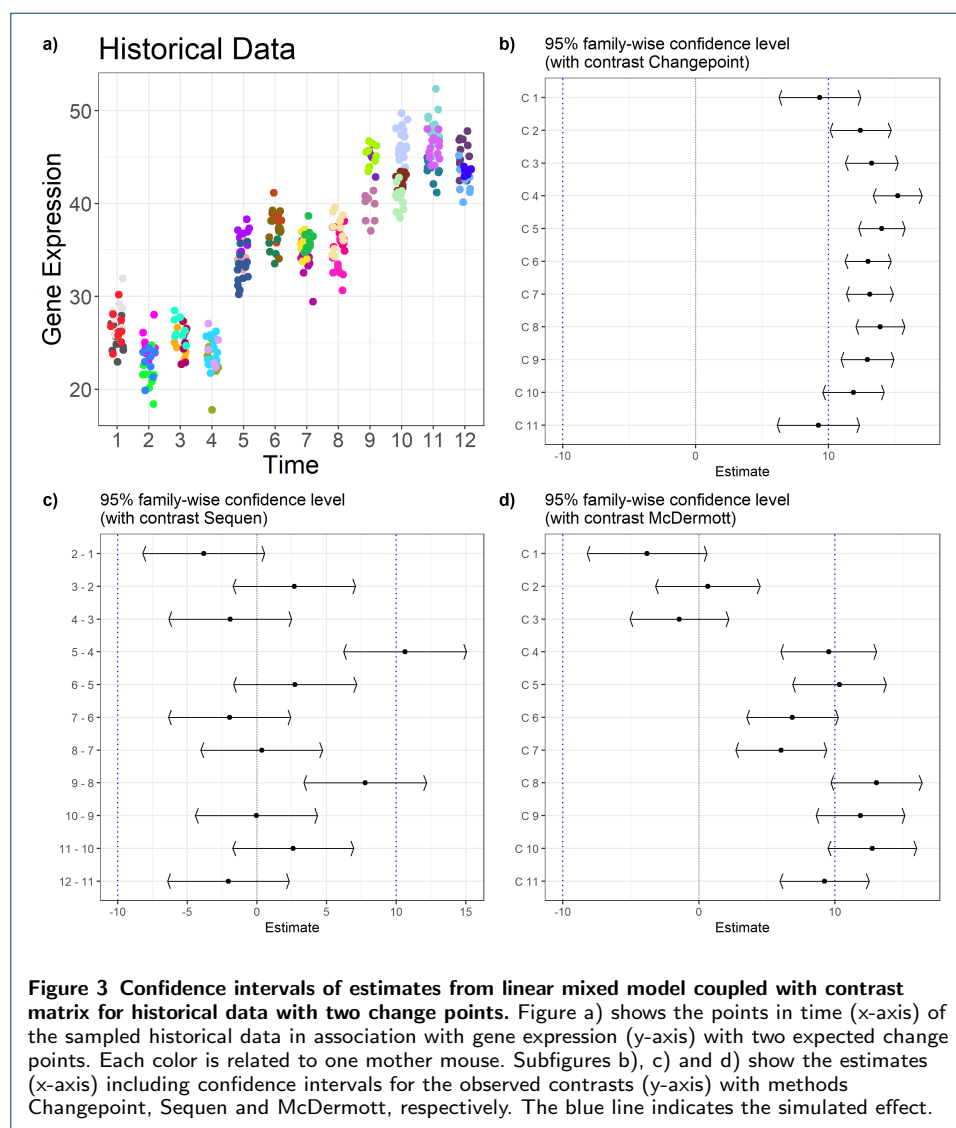 a)
Historical Data
Gene Expression
50
40
30
20
1 2 3 4 5 6 7 8 9 10 11 12
Time
b)
95% family-wise confidence level
(with contrast Changepoint)
C 1
C 2
C 3
C 4
C 5
C 6
C 7
C 8
C 9
C 10
C 11
-10 0 10
Estimate
c)
95% family-wise confidence level
(with contrast Sequen)
2 - 1
3 - 2
4 - 3
5 - 4
6 - 5
7 - 6
8 - 7
9 - 8
10 - 9
11 - 10
12 - 11
-10 -5 0 5 10 15
Estimate
d)
95% family-wise confidence level
(with contrast McDermott)
C 1
C 2
C 3
C 4
C 5
C 6
C 7
C 8
C 9
C 10
C 11
-10 0 10
Estimate
Figure 3 Confidence intervals of estimates from linear mixed model coupled with contrast
matrix for historical data with two change points. Figure a) shows the points in time (x-axis) of
the sampled historical data in association with gene expression (y-axis) with two expected change
points. Each color is related to one mother mouse. Subfigures b), c) and d) show the estimates
(x-axis) including confidence intervals for the observed contrasts (y-axis) with methods
Changepoint, Sequen and McDermott, respectively. The blue line indicates the simulated effect.